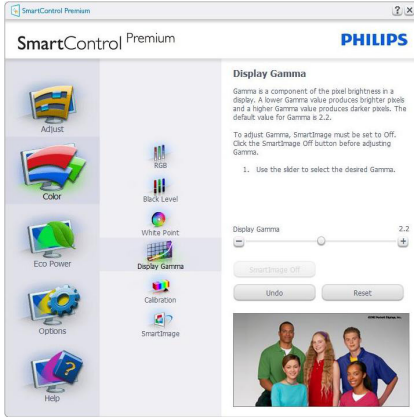 SmartControl Premium
SmartControl Premium
PHILIPS
Adjust
Color
Eco Power
Options
Help
RGB
Black Level
White Point
Display Gamma
Calibration
SmartImage
Display Gamma
Gamma is a component of the pixel brightness in a
display. A lower Gamma value produces brighter pixels
and a higher Gamma value produces darker pixels. The
default value for Gamma is 2.2.
To adjust Gamma, SmartImage must be set to Off.
Click the SmartImage Off button before adjusting
Gamma.
1. Use the slider to select the desired Gamma.
Display Gamma 2.2
SmartImage Off
Undo Reset